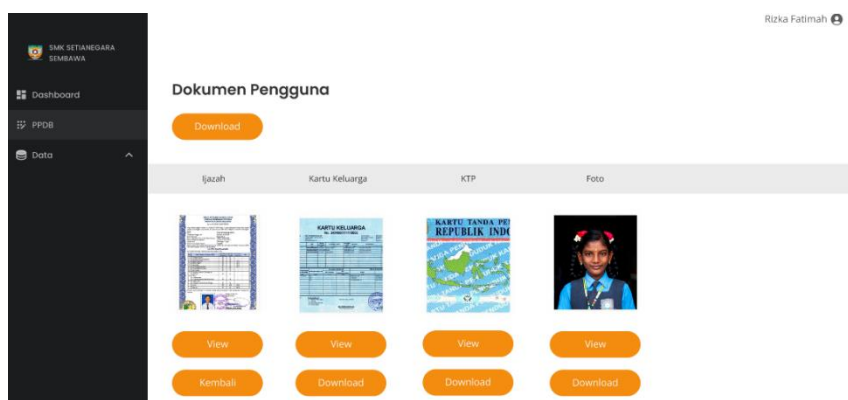 Rizka Fatimah
SMK SETIANEGARA
SEMBAWA
Dashboard
PPDB
Data
Dokumen Pengguna
Download
Ijazah
Kartu Keluarga
KTP
Foto
KARTU KELUARGA
KARTU TANDA PE
REPUBLIK INDO
View
View
View
View
Kembali
Download
Download
Download